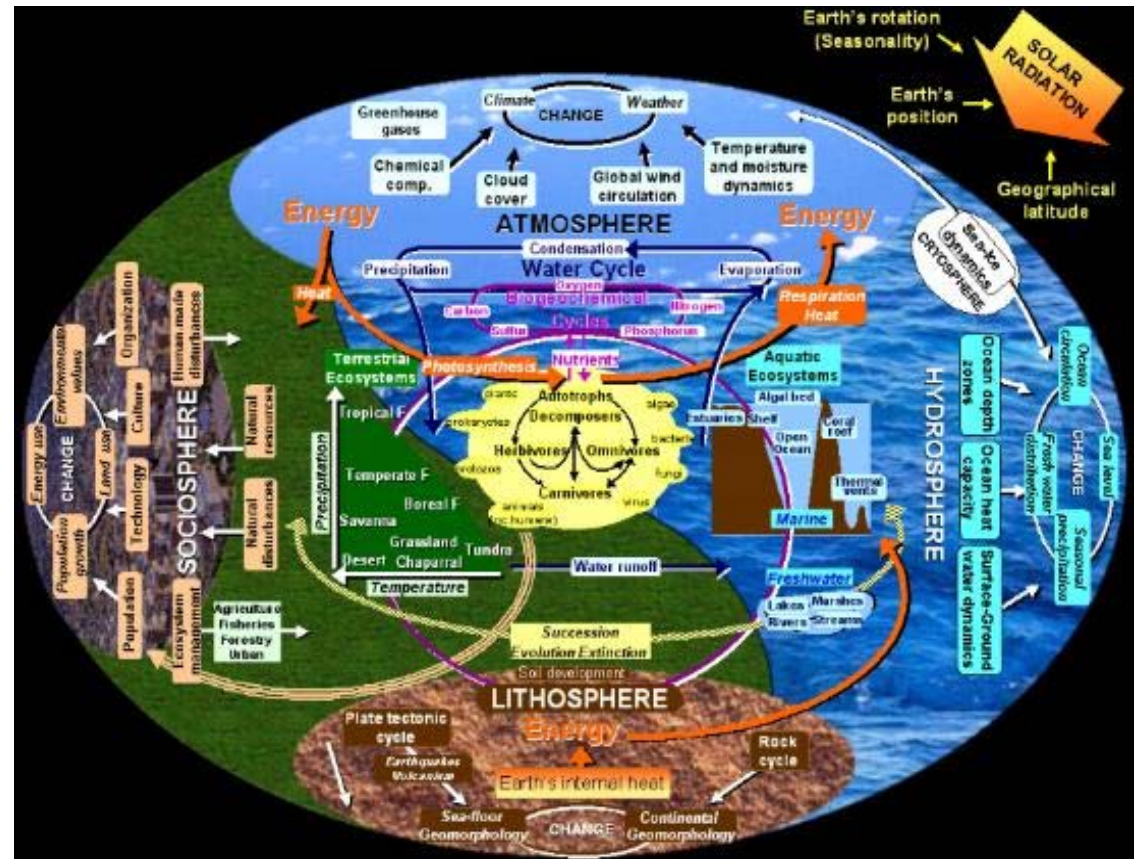 Earth's rotation
(Seasonality)
SOLAR
RADIATION
Earth's
position
Geographical
latitude
Greenhouse
gases
Climate
CHANGE
Weather
Chemical
comp.
Cloud
cover
Global wind
circulation
Temperature
and moisture
dynamics
Energy
ATMOSPHERE
Energy
Condensation
Precipitation
Water Cycle
Evaporation
Oxygen
Biogeochemical
Carbon
Nitrogen
Cycles
Sulfur
Phosphorus
Heat
Respiration
Heat
Sea-ice
dynamics
CRYOSPHERE
Photosynthesis
Nutrients
Terrestrial
Ecosystems
Aquatic
Ecosystems
plants
Autotrophs
algae
Decomposers
prokaryotes
bacteria
Herbivores
Omnivores
protozoa
fungi
Carnivores
animals
(inc humans)
virus
Tropical F
Temperate F
Boreal F
Savanna
Grassland
Desert
Chaparral
Tundra
Precipitation
Temperature
Algal bed
Estuaries
Shelf
Coral
reef
Open
Ocean
Thermal
vents
Marine
Water runoff
Freshwater
Lakes
Marshes
Rivers
Streams
HYDROSPHERE
Ocean depth
zones
Ocean heat
capacity
Surface-Ground
water dynamics
Ocean
circulation
Fresh water
distribution
CHANGE
Sea level
Seasonal
precipitation
SOCIOSPHERE
Organization
Human made
disturbances
Environmental
values
Culture
Natural
resources
Energy use
CHANGE
Land use
Technology
Natural
disturbances
Population
growth
Population
Ecosystem
management
Agriculture
Fisheries
Forestry
Urban
Succession
Evolution Extinction
Soil development
LITHOSPHERE
Energy
Plate tectonic
cycle
Earthquakes
Volcanism
Rock
cycle
Earth's internal heat
Sea-floor
Geomorphology
CHANGE
Continental
Geomorphology